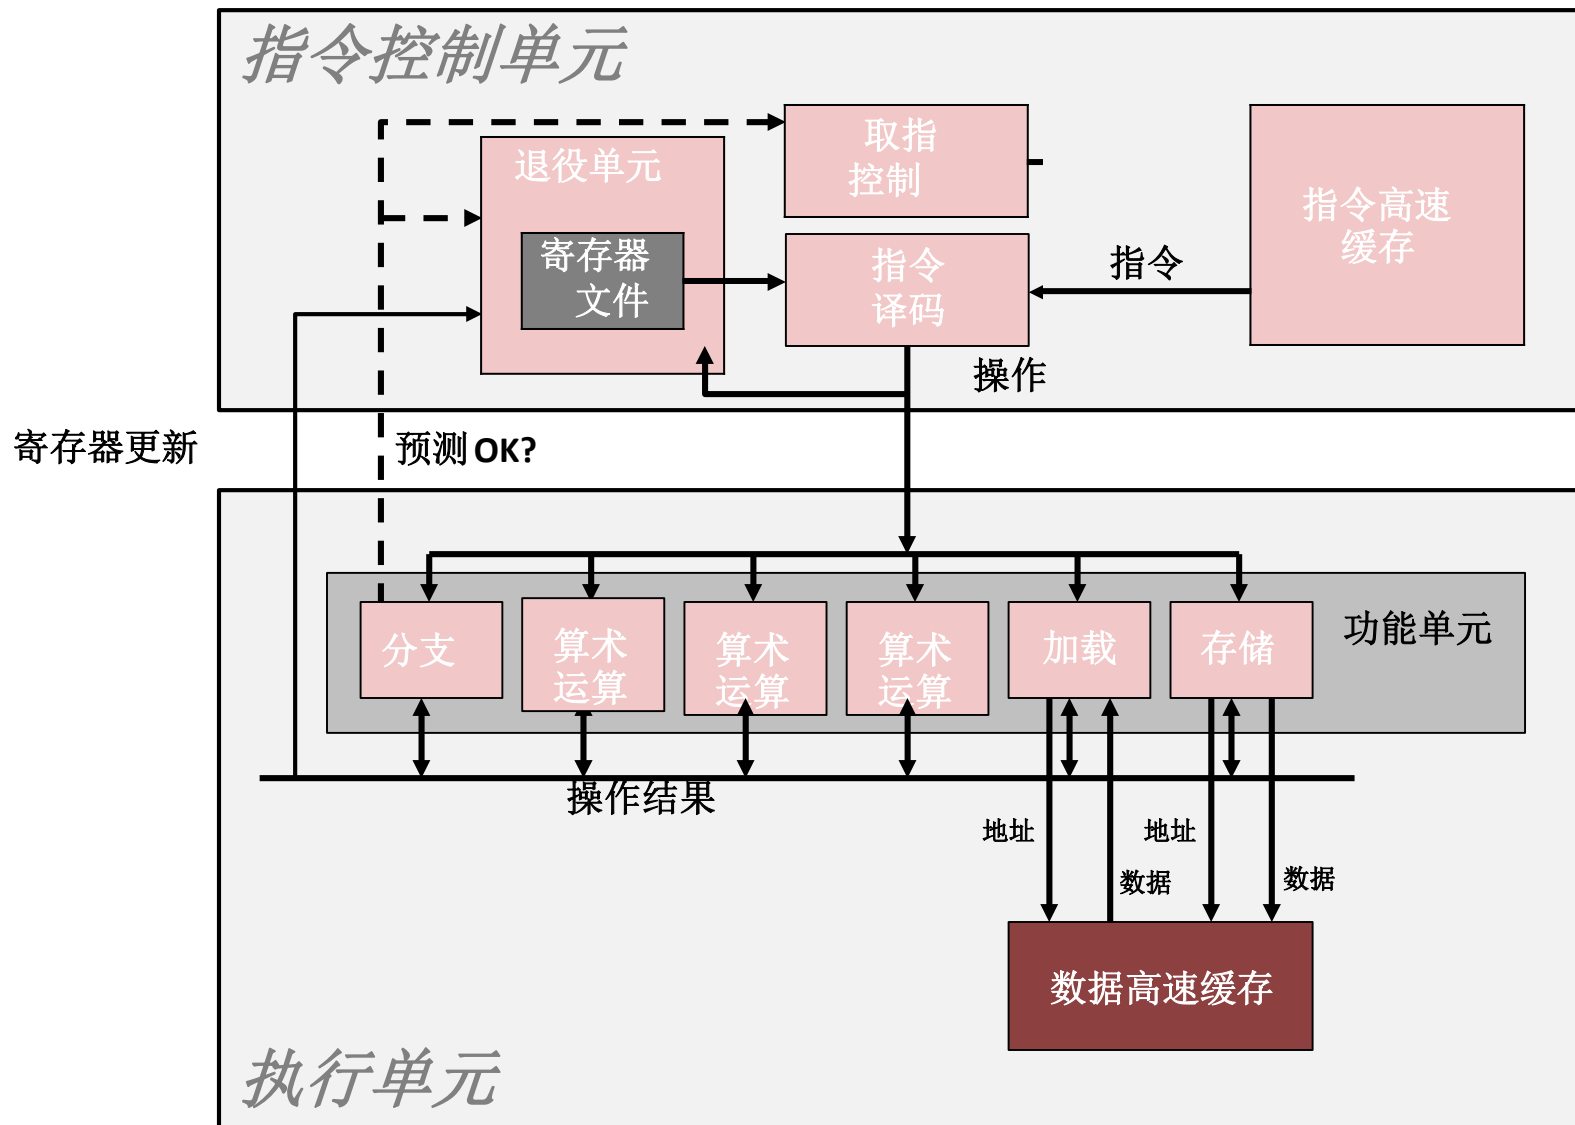 指令控制单元
取指
控制
退役单元
指令高速
缓存
寄存器
文件
指令
译码
指令
操作
寄存器更新
预测 OK?
功能单元
分支
算术
运算
算术
运算
算术
运算
加载
存储
操作结果
地址
地址
数据
数据
数据高速缓存
执行单元